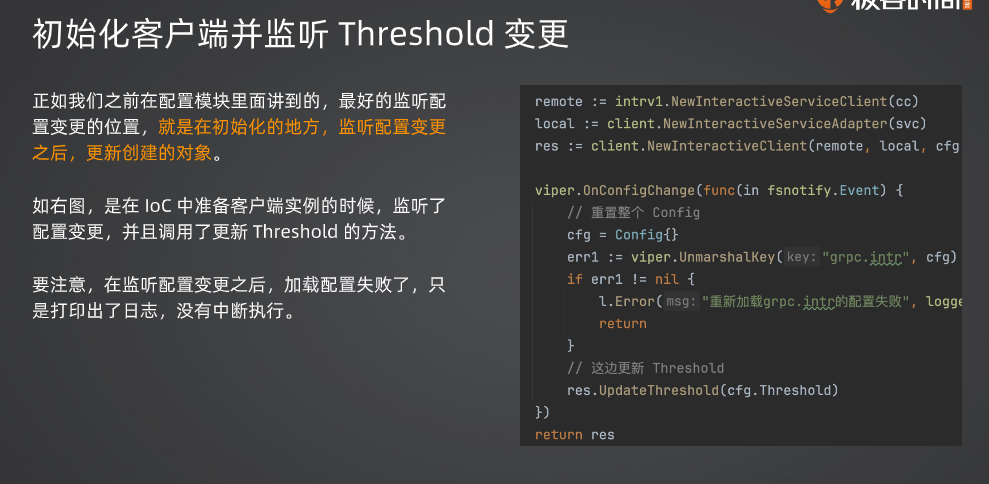 极客时间
初始化客户端并监听 Threshold 变更
正如我们之前在配置模块里面讲到的，最好的监听配
置变更的位置，就是在初始化的地方，监听配置变更
之后，更新创建的对象。
如右图，是在 IoC 中准备客户端实例的时候，监听了
配置变更，并且调用了更新 Threshold 的方法。
要注意，在监听配置变更之后，加载配置失败了，只
是打印出了日志，没有中断执行。
remote := intrv1.NewInteractiveServiceClient(cc)
local := client.NewInteractiveServiceAdapter(svc)
res := client.NewInteractiveClient(remote, local, cfg
viper.OnConfigChange(func(in fsnotify.Event) {
// 重置整个 Config
cfg = Config{}
err1 := viper.UnmarshalKey( key: "grpc.intr", cfg)
if err1 != nil {
l.Error( msg: "重新加载grpc.intr的配置失败", logge
return
}
// 这边更新 Threshold
res.UpdateThreshold(cfg.Threshold)
})
return res